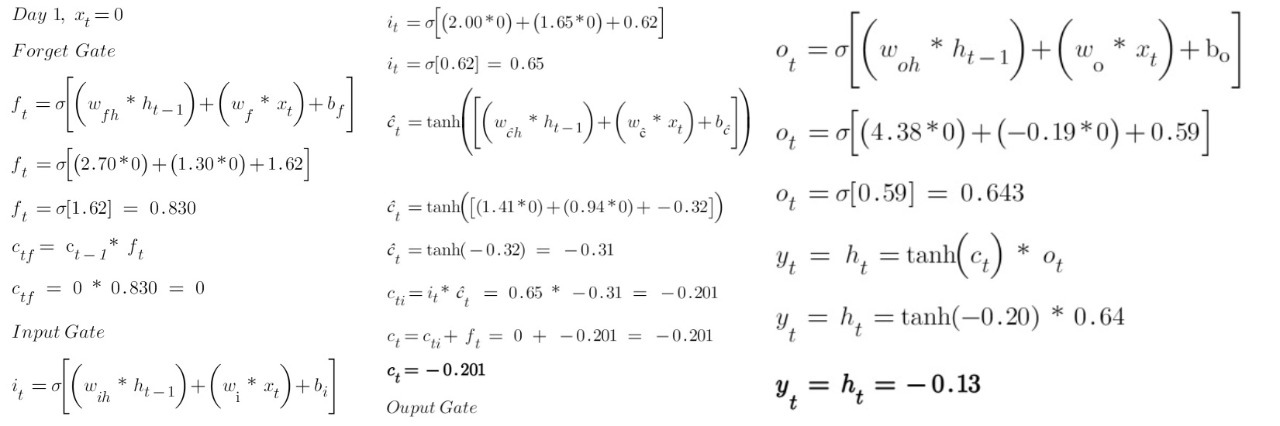 Day 1, x_t = 0
Forget Gate
f_t = σ[(w_fh * h_t−1) + (w_f * x_t) + b_f]
f_t = σ[(2.70*0) + (1.30*0) + 1.62]
f_t = σ[1.62] = 0.830
c_tf = c_t−1 * f_t
c_tf = 0 * 0.830 = 0
Input Gate
i_t = σ[(w_ih * h_t−1) + (w_i * x_t) + b_i]
i_t = σ[(2.00*0) + (1.65*0) + 0.62]
i_t = σ[0.62] = 0.65
ĉ_t = tanh([(w_ĉh * h_t−1) + (w_ĉ * x_t) + b_ĉ])
ĉ_t = tanh([(1.41*0) + (0.94*0) + −0.32])
ĉ_t = tanh(−0.32) = −0.31
c_ti = i_t * ĉ_t = 0.65 * −0.31 = −0.201
c_t = c_ti + f_t = 0 + −0.201 = −0.201
c_t = −0.201
Ouput Gate
o_t = σ[(w_oh * h_t−1) + (w_o * x_t) + b_o]
o_t = σ[(4.38*0) + (−0.19*0) + 0.59]
o_t = σ[0.59] = 0.643
y_t = h_t = tanh(c_t) * o_t
y_t = h_t = tanh(−0.20) * 0.64
y_t = h_t = −0.13